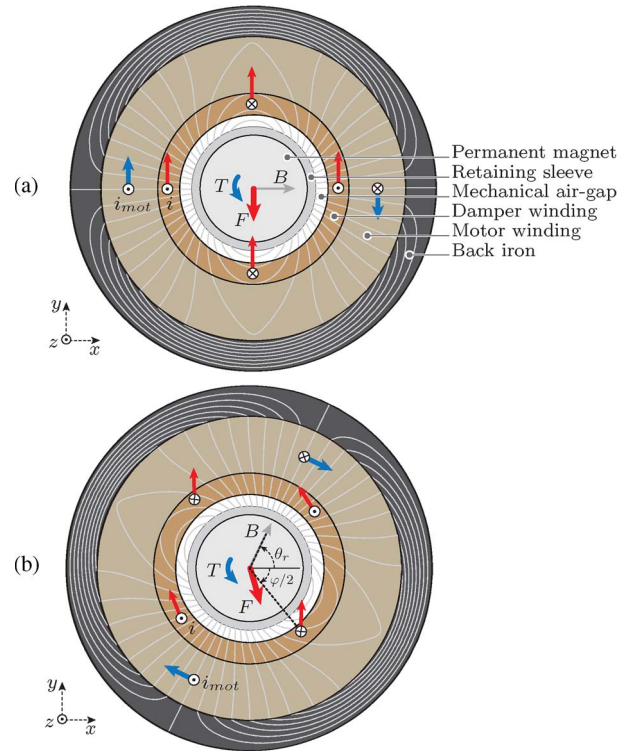 Permanent magnet
Retaining sleeve
(a)
T
B
Mechanical air-gap
i_mot
i
F
Damper winding
Motor winding
Back iron
y
z
x
B
θ_r
(b)
T
φ/2
F
i
i_mot
y
z
x